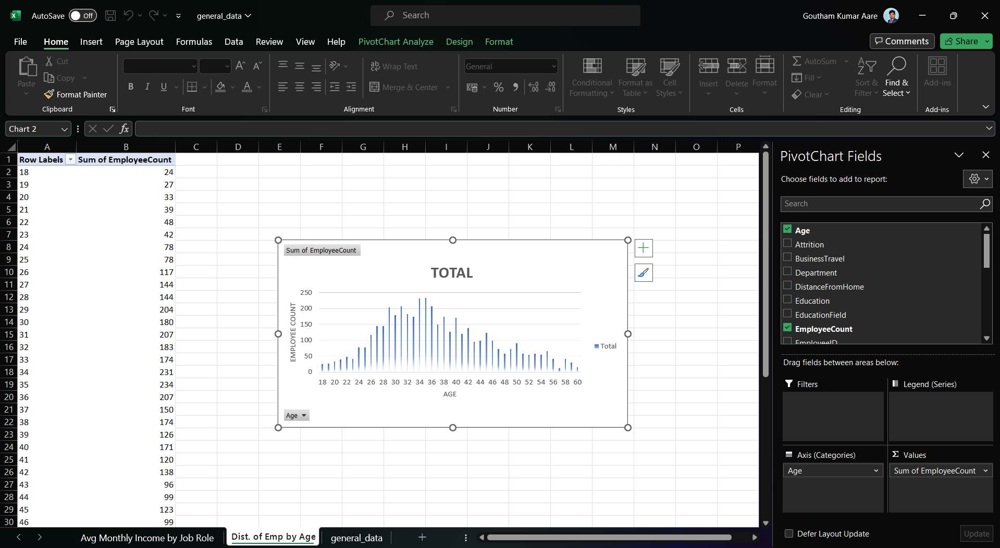 AutoSave Off general_data Search Goutham Kumar Aare
File Home Insert Page Layout Formulas Data Review View Help PivotChart Analyze Design Format Comments Share
Paste
Cut
Copy
Format Painter
Clipboard
B I U
Font
Wrap Text
Merge & Center
Alignment
General
Number
Conditional Formatting
Format as Table
Cell Styles
Styles
Insert
Delete
Format
Cells
AutoSum
Fill
Clear
Sort & Filter
Find & Select
Editing
Add-ins
Add-ins
Chart 2 fx
A B C D E F G H I J K L M N O P
1 Row Labels Sum of EmployeeCount
2 18 24
3 19 27
4 20 33
5 21 39
6 22 48
7 23 42
8 24 78
9 25 78
10 26 117
11 27 144
12 28 144
13 29 204
14 30 180
15 31 207
16 32 183
17 33 174
18 34 231
19 35 234
20 36 207
21 37 150
22 38 174
23 39 126
24 40 171
25 41 120
26 42 138
27 43 96
28 44 99
29 45 123
30 46 99
Sum of EmployeeCount
TOTAL
EMPLOYEE COUNT
250
200
150
100
50
0
18 20 22 24 26 28 30 32 34 36 38 40 42 44 46 48 50 52 54 56 58 60
AGE
Total
Age
PivotChart Fields
Choose fields to add to report:
Search
Age
Attrition
BusinessTravel
Department
DistanceFromHome
Education
EducationField
EmployeeCount
EmployeeID
Drag fields between areas below:
Filters
Legend (Series)
Axis (Categories)
Age
Values
Sum of EmployeeCount
Defer Layout Update
Update
Avg Monthly Income by Job Role Dist. of Emp by Age general_data